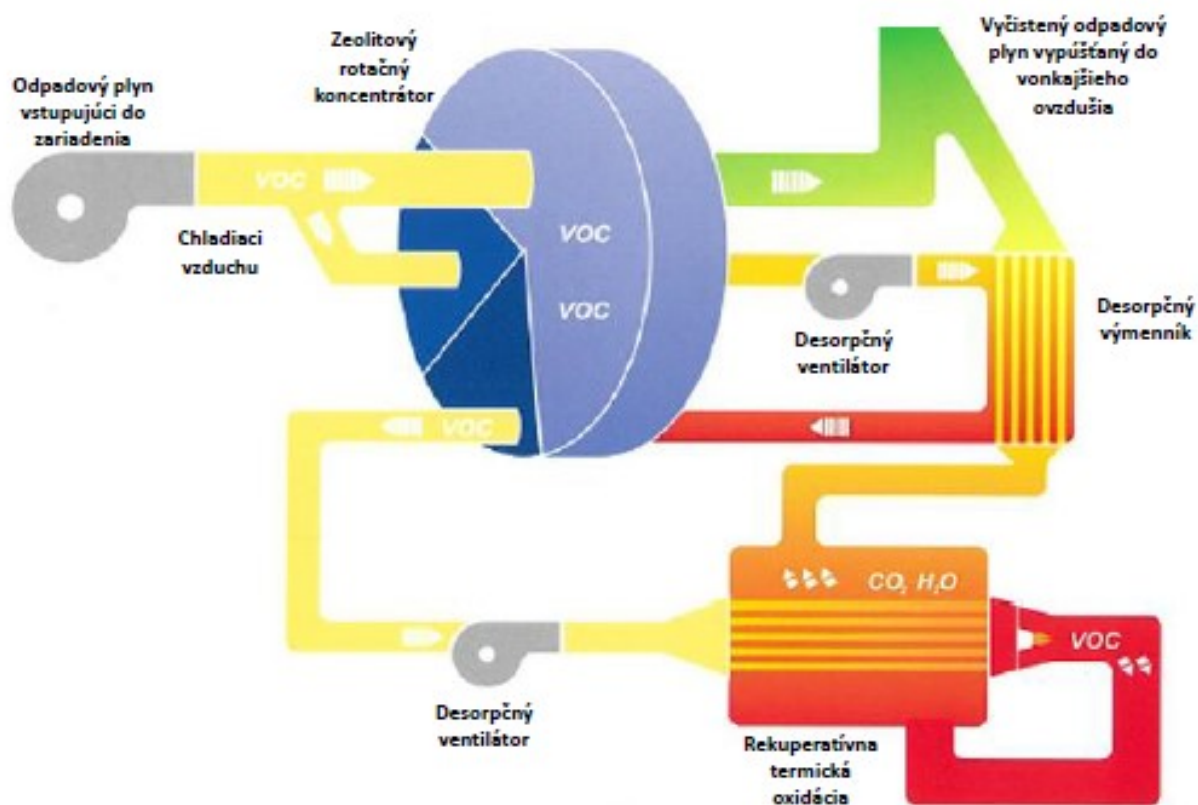 Zeolitový
rotačný
koncentrátor
Vyčistený odpadový
plyn vypúšťaný do
vonkajšieho
ovzdušia
Odpadový plyn
vstupujúci do
zariadenia
VOC
Chladiaci
vzduchu
VOC
VOC
Desorpčný
ventilátor
Desorpčný
výmenník
VOC
CO₂ H₂O
VOC
Desorpčný
ventilátor
Rekuperatívna
termická
oxidácia